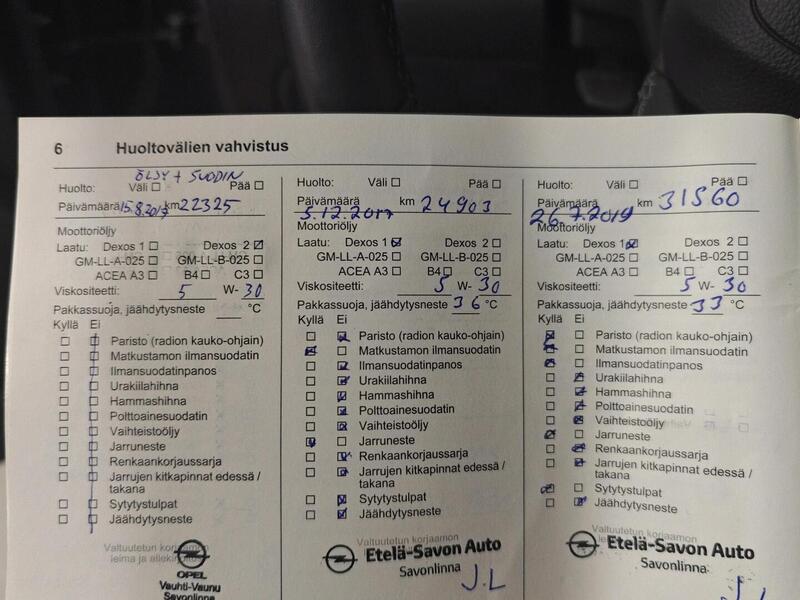 6 Huoltovälien vahvistus
ÖLJY + SUODIN
Huolto: Väli Pää
Päivämäärä 15.8.2017 km 22325
Moottoriöljy
Laatu: Dexos 1 Dexos 2
GM-LL-A-025 GM-LL-B-025
ACEA A3 B4 C3
Viskositeetti: 5 W- 30
Pakkassuoja, jäähdytysneste °C
Kyllä Ei
Paristo (radion kauko-ohjain)
Matkustamon ilmansuodatin
Ilmansuodatinpanos
Urakiilahihna
Hammashihna
Polttoainesuodatin
Vaihteistoöljy
Jarruneste
Renkaankorjaussarja
Jarrujen kitkapinnat edessä /
takana
Sytytystulpat
Jäähdytysneste
Valtuutetun korjaamon
leima ja allekirjoitus
OPEL
Vauhti-Vaunu
Savonlinna
Huolto: Väli Pää
Päivämäärä km 24903
5.12.2017
Moottoriöljy
Laatu: Dexos 1 Dexos 2
GM-LL-A-025 GM-LL-B-025
ACEA A3 B4 C3
Viskositeetti: 5 W- 30
Pakkassuoja, jäähdytysneste 36 °C
Kyllä Ei
Paristo (radion kauko-ohjain)
Matkustamon ilmansuodatin
Ilmansuodatinpanos
Urakiilahihna
Hammashihna
Polttoainesuodatin
Vaihteistoöljy
Jarruneste
Renkaankorjaussarja
Jarrujen kitkapinnat edessä /
takana
Sytytystulpat
Jäähdytysneste
Valtuutetun korjaamon
Etelä-Savon Auto
Savonlinna
J.L
Huolto: Väli Pää
Päivämäärä km 31560
26.7.2019
Moottoriöljy
Laatu: Dexos 1 Dexos 2
GM-LL-A-025 GM-LL-B-025
ACEA A3 B4 C3
Viskositeetti: 5 W- 30
Pakkassuoja, jäähdytysneste 33 °C
Kyllä Ei
Paristo (radion kauko-ohjain)
Matkustamon ilmansuodatin
Ilmansuodatinpanos
Urakiilahihna
Hammashihna
Polttoainesuodatin
Vaihteistoöljy
Jarruneste
Renkaankorjaussarja
Jarrujen kitkapinnat edessä /
takana
Sytytystulpat
Jäähdytysneste
Valtuutetun korjaamon
Etelä-Savon Auto
Savonlinna